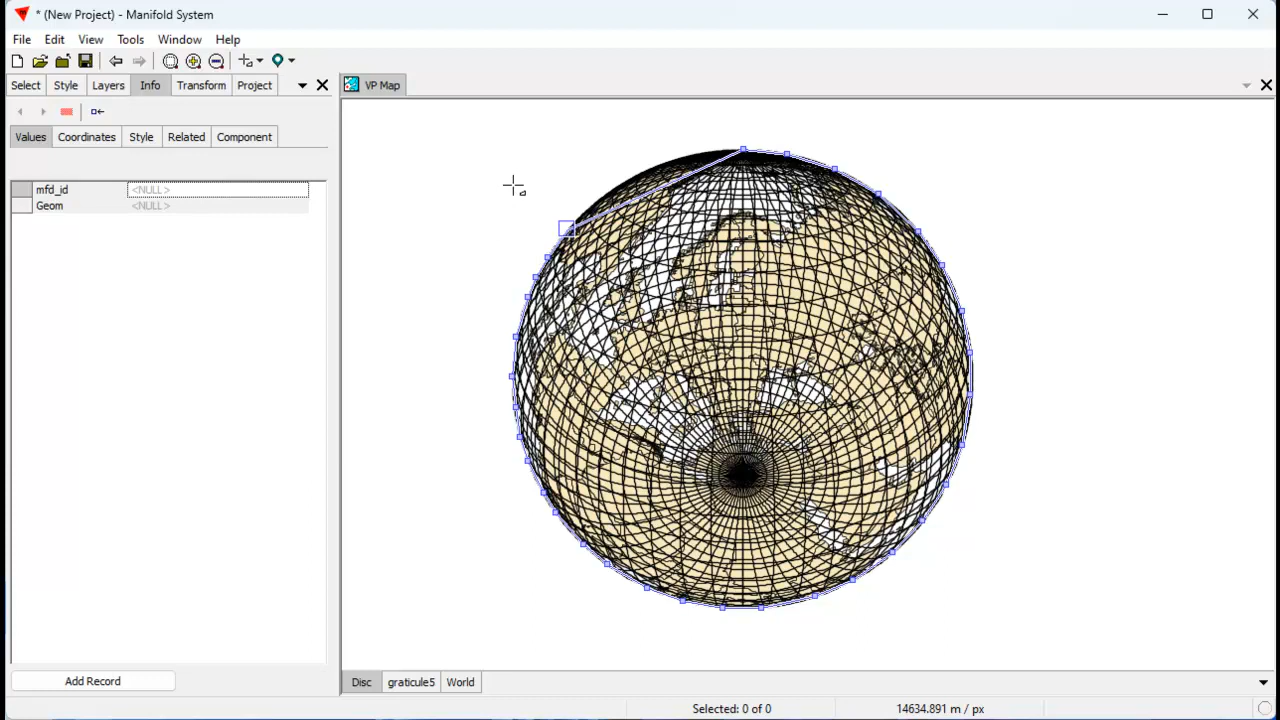 * (New Project) - Manifold System
File Edit View Tools Window Help
Select Style Layers Info Transform Project
VP Map
Values Coordinates Style Related Component
mfd_id <NULL>
Geom <NULL>
Add Record
Disc graticule5 World
Selected: 0 of 0 14634.891 m / px